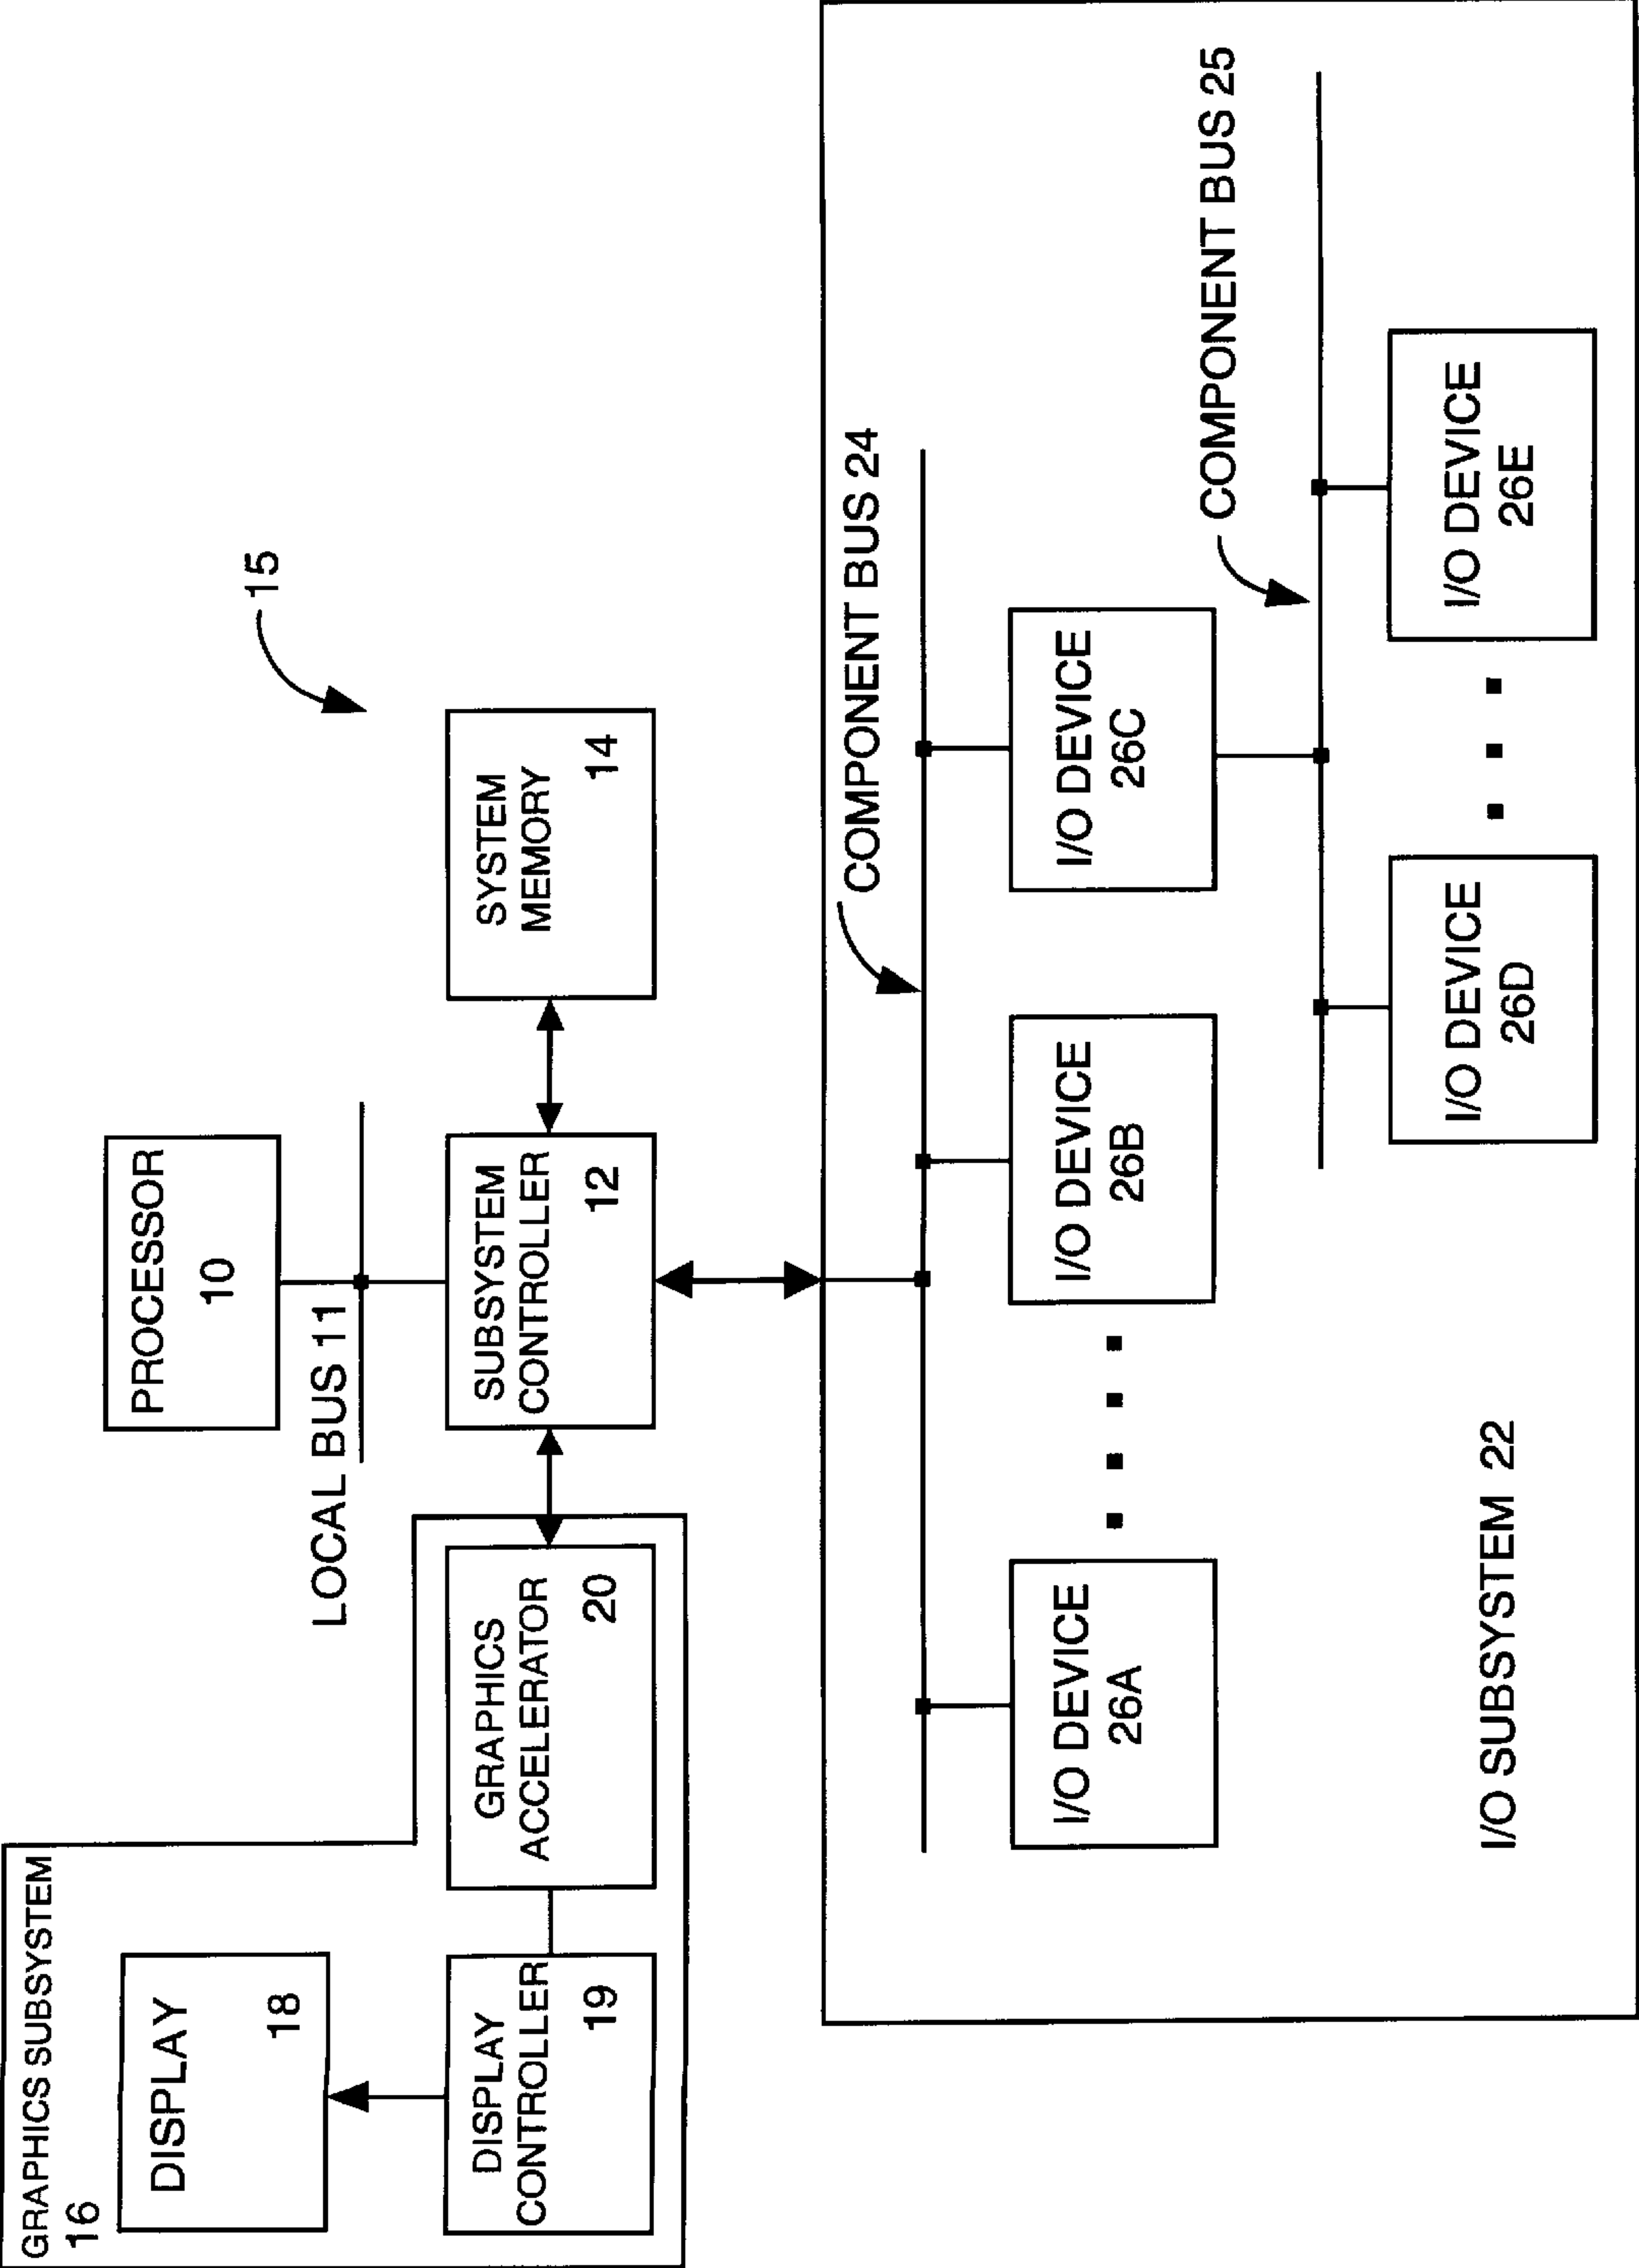 GRAPHICS SUBSYSTEM
16
DISPLAY
18
DISPLAY
CONTROLLER
19
GRAPHICS
ACCELERATOR
20
LOCAL BUS 11
PROCESSOR
10
SUBSYSTEM
CONTROLLER
12
SYSTEM
MEMORY
14
15
COMPONENT BUS 24
I/O DEVICE
26A
I/O DEVICE
26B
I/O DEVICE
26C
COMPONENT BUS 25
I/O DEVICE
26D
I/O DEVICE
26E
I/O SUBSYSTEM 22